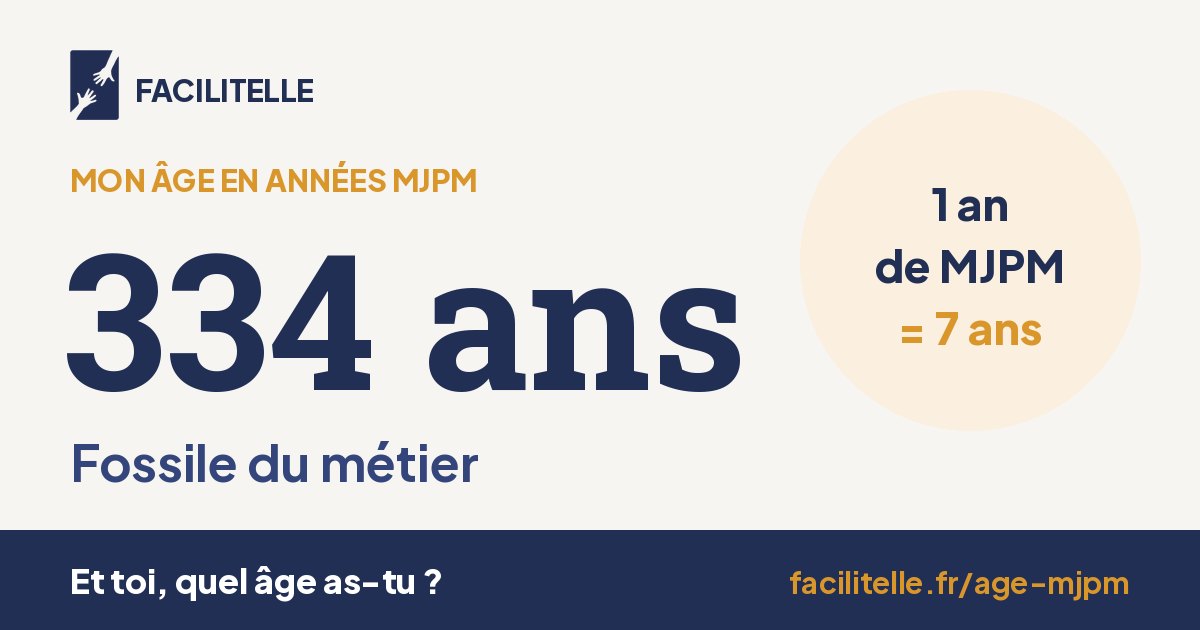 FACILITELLE
MON ÂGE EN ANNÉES MJPM
334 ans
Fossile du métier
1 an
de MJPM
= 7 ans
Et toi, quel âge as-tu ?
facilitelle.fr/age-mjpm